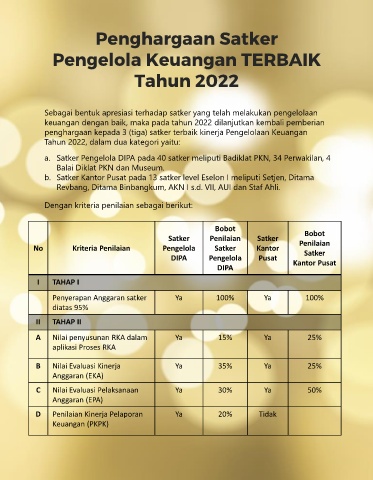 Penghargaan Satker
Pengelola Keuangan TERBAIK
Tahun 2022
Sebagai bentuk apresiasi terhadap satker yang telah melakukan pengelolaan
keuangan dengan baik, maka pada tahun 2022 dilanjutkan kembali pemberian
penghargaan kepada 3 (tiga) satker terbaik kinerja Pengelolaan Keuangan
Tahun 2022, dalam dua kategori yaitu:
a. Satker Pengelola DIPA pada 40 satker meliputi Badiklat PKN, 34 Perwakilan, 4
Balai Diklat PKN dan Museum.
b. Satker Kantor Pusat pada 13 satker level Eselon I meliputi Setjen, Ditama
Revbang, Ditama Binbangkum, AKN I s.d. VII, AUI dan Staf Ahli.
Dengan kriteria penilaian sebagai berikut:
No Kriteria Penilaian Satker Pengelola DIPA Bobot Penilaian Satker Pengelola DIPA Satker Kantor Pusat Bobot Penilaian Satker Kantor Pusat
I TAHAP I
Penyerapan Anggaran satker Ya 100% Ya 100%
diatas 95%
II TAHAP II
A Nilai penyusunan RKA dalam Ya 15% Ya 25%
aplikasi Proses RKA
B Nilai Evaluasi Kinerja Ya 35% Ya 25%
Anggaran (EKA)
C Nilai Evaluasi Pelaksanaan Ya 30% Ya 50%
Anggaran (EPA)
D Penilaian Kinerja Pelaporan Ya 20% Tidak
Keuangan (PKPK)